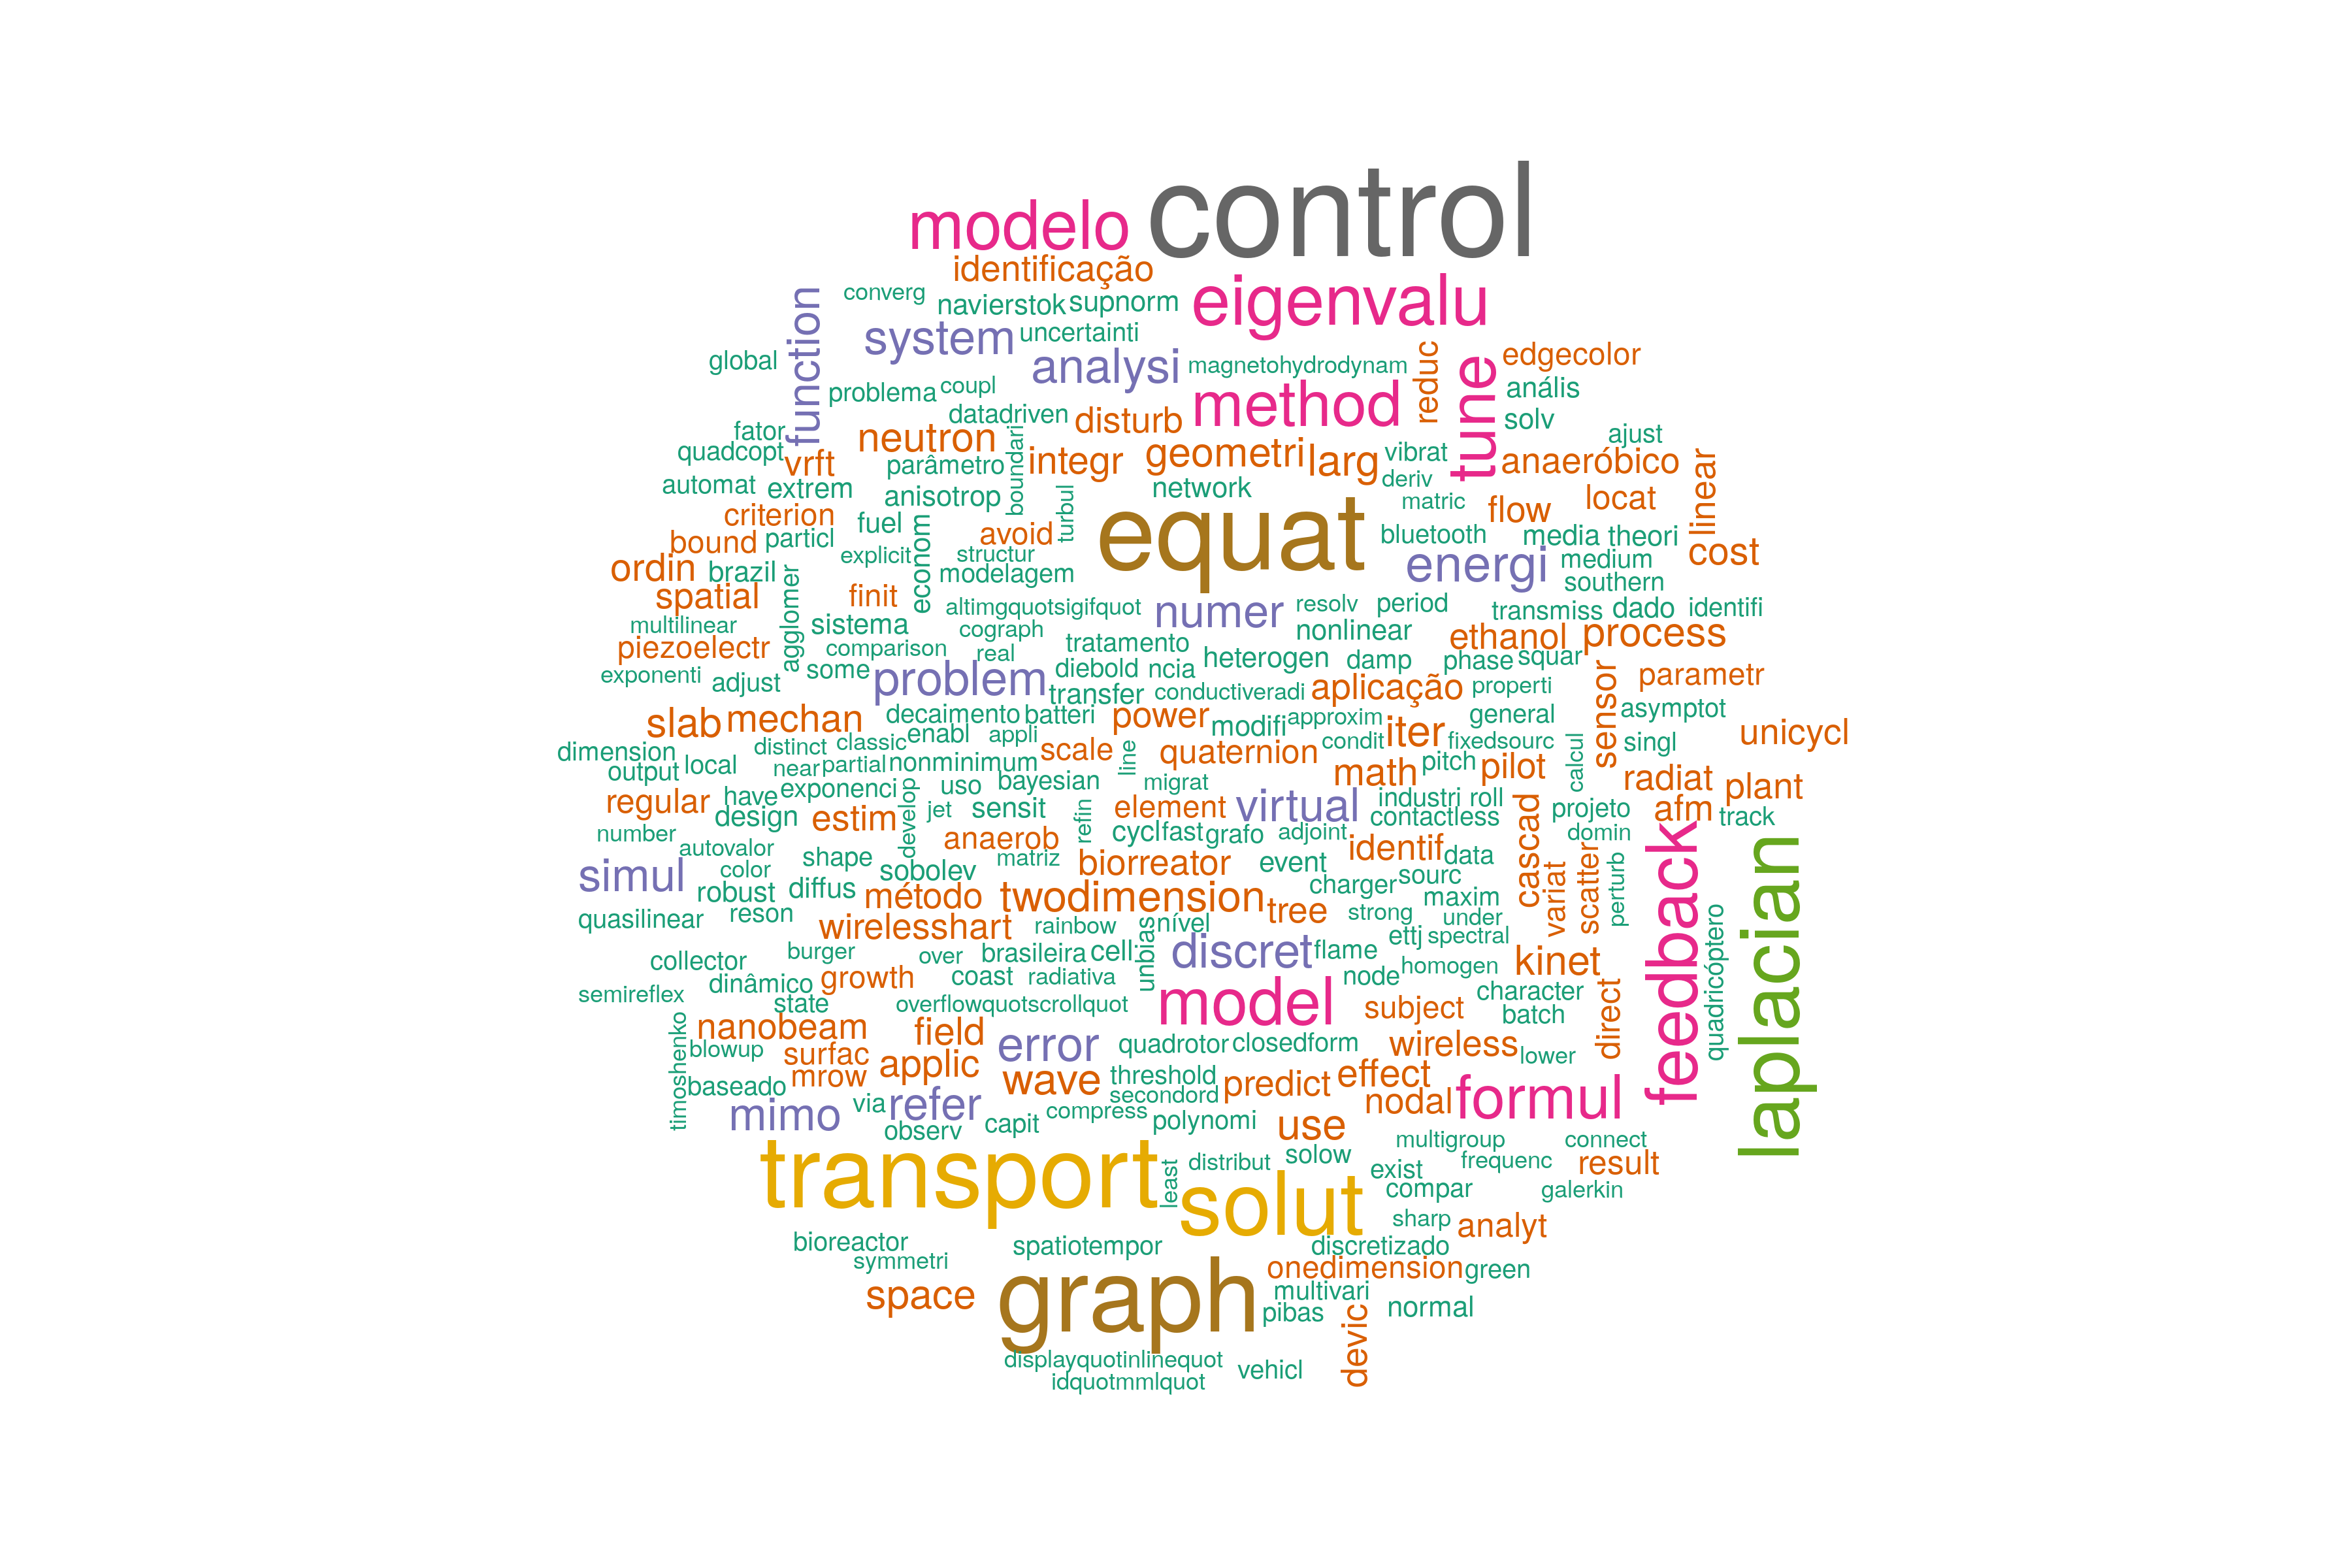 control
modelo
identificação
eigenvalu
converg
navierstok
supnorm
function
system
uncertainti
analysi
magnetohydrodynam
reduc
edgecolor
global
tune
problema
coupl
method
anális
datadriven
disturb
solv
fator
neutron
boundari
ajust
quadcopt
vrft
parâmetro
integr
geometri
larg
vibrat
anaeróbico
linear
automat
extrem
anisotrop
turbul
network
deriv
matric
flow
locat
criterion
fuel
avoid
equat
bluetooth
media
theori
bound
particl
explicit
structur
econom
energi
medium
cost
ordin
brazil
modelagem
southern
spatial
agglomer
finit
altimgquotsigifquot
numer
resolv
period
transmiss
dado
identifi
multilinear
sistema
cograph
tratamento
nonlinear
ethanol
process
piezoelectr
comparison
real
heterogen
damp
phase
squar
exponenti
adjust
some
problem
diebold
ncia
transfer
conductiveradi
aplicação
properti
sensor
parametr
slab
mechan
decaimento
batteri
power
modifi
approxim
iter
general
asymptot
unicycl
dimension
distinct
classic
enabl
appli
scale
line
quaternion
condit
fixedsourc
calcul
singl
output
local
near
partial
nonminimum
math
pitch
pilot
radiat
plant
regular
have
exponenci
uso
bayesian
migrat
industri
roll
cascad
projeto
afm
track
design
estim
develop
jet
sensit
refin
element
virtual
contactless
number
anaerob
cycl
fast
grafo
adjoint
domin
feedback
laplacian
autovalor
shape
matriz
biorreator
event
identif
data
scatter
perturb
simul
color
sobolev
charger
sourc
variat
robust
diffus
método
twodimension
tree
maxim
quasilinear
reson
wirelesshart
rainbow
nível
strong
under
quadricóptero
collector
burger
over
brasileira
cell
unbias
discret
flame
ettj
spectral
dinâmico
growth
coast
radiativa
node
homogen
kinet
semireflex
state
overflowquotscrollquot
model
subject
character
direct
timoshenko
nanobeam
field
batch
blowup
surfac
error
quadrotor
closedform
wireless
lower
baseado
mrow
applic
wave
threshold
predict
effect
mimo
via
refer
secondord
nodal
formul
observ
capit
compress
polynomi
use
transport
least
distribut
solow
multigroup
connect
exist
frequenc
result
solut
compar
galerkin
sharp
analyt
bioreactor
spatiotempor
discretizado
symmetri
onedimension
green
space
graph
multivari
pibas
devic
normal
displayquotinlinequot
vehicl
idquotmmlquot